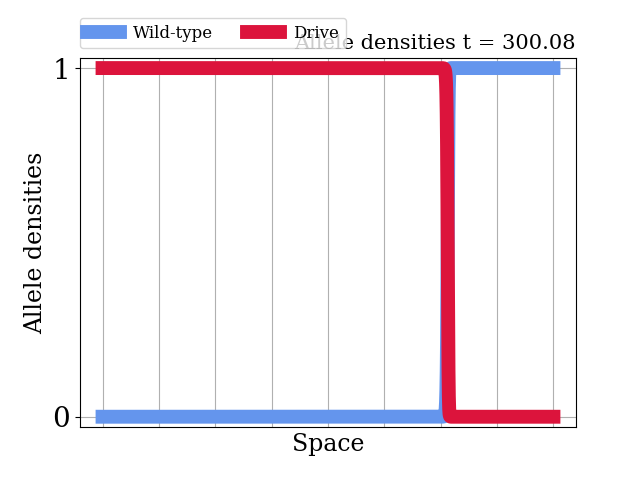 Wild-type
Drive
Allele densities t = 300.08
1
Allele densities
0
Space